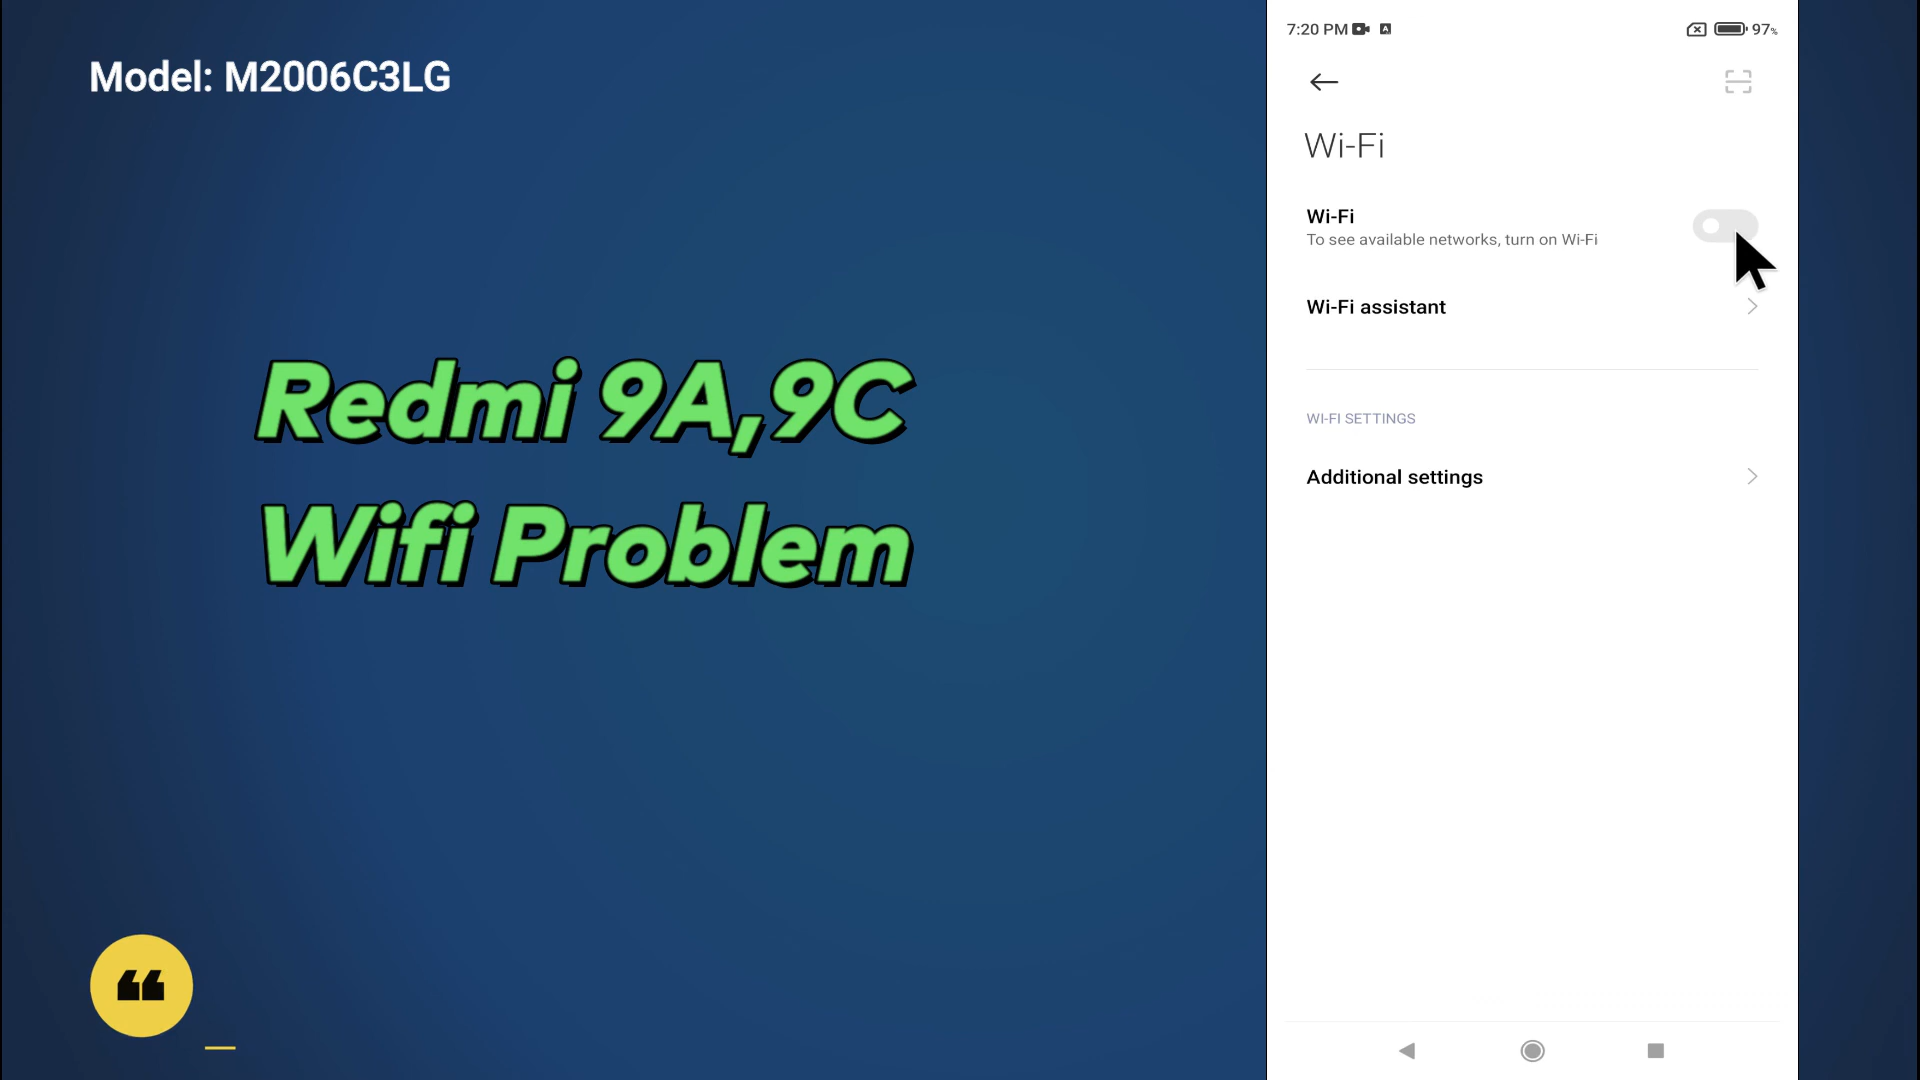 Model: M2006C3LG
Redmi 9A,9C
Wifi Problem
7:20 PM
97%
Wi-Fi
Wi-Fi
To see available networks, turn on Wi-Fi
Wi-Fi assistant
WI-FI SETTINGS
Additional settings